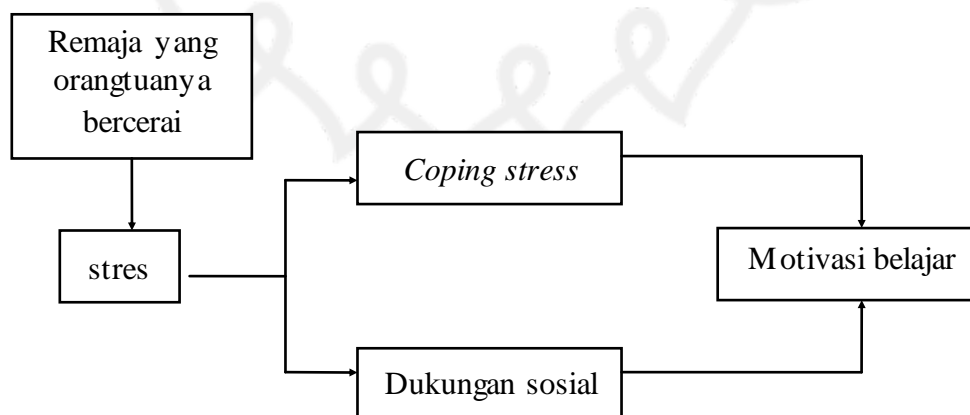 Remaja yang
orangtuanya
bercerai
Coping stress
stres
Motivasi belajar
Dukungan sosial